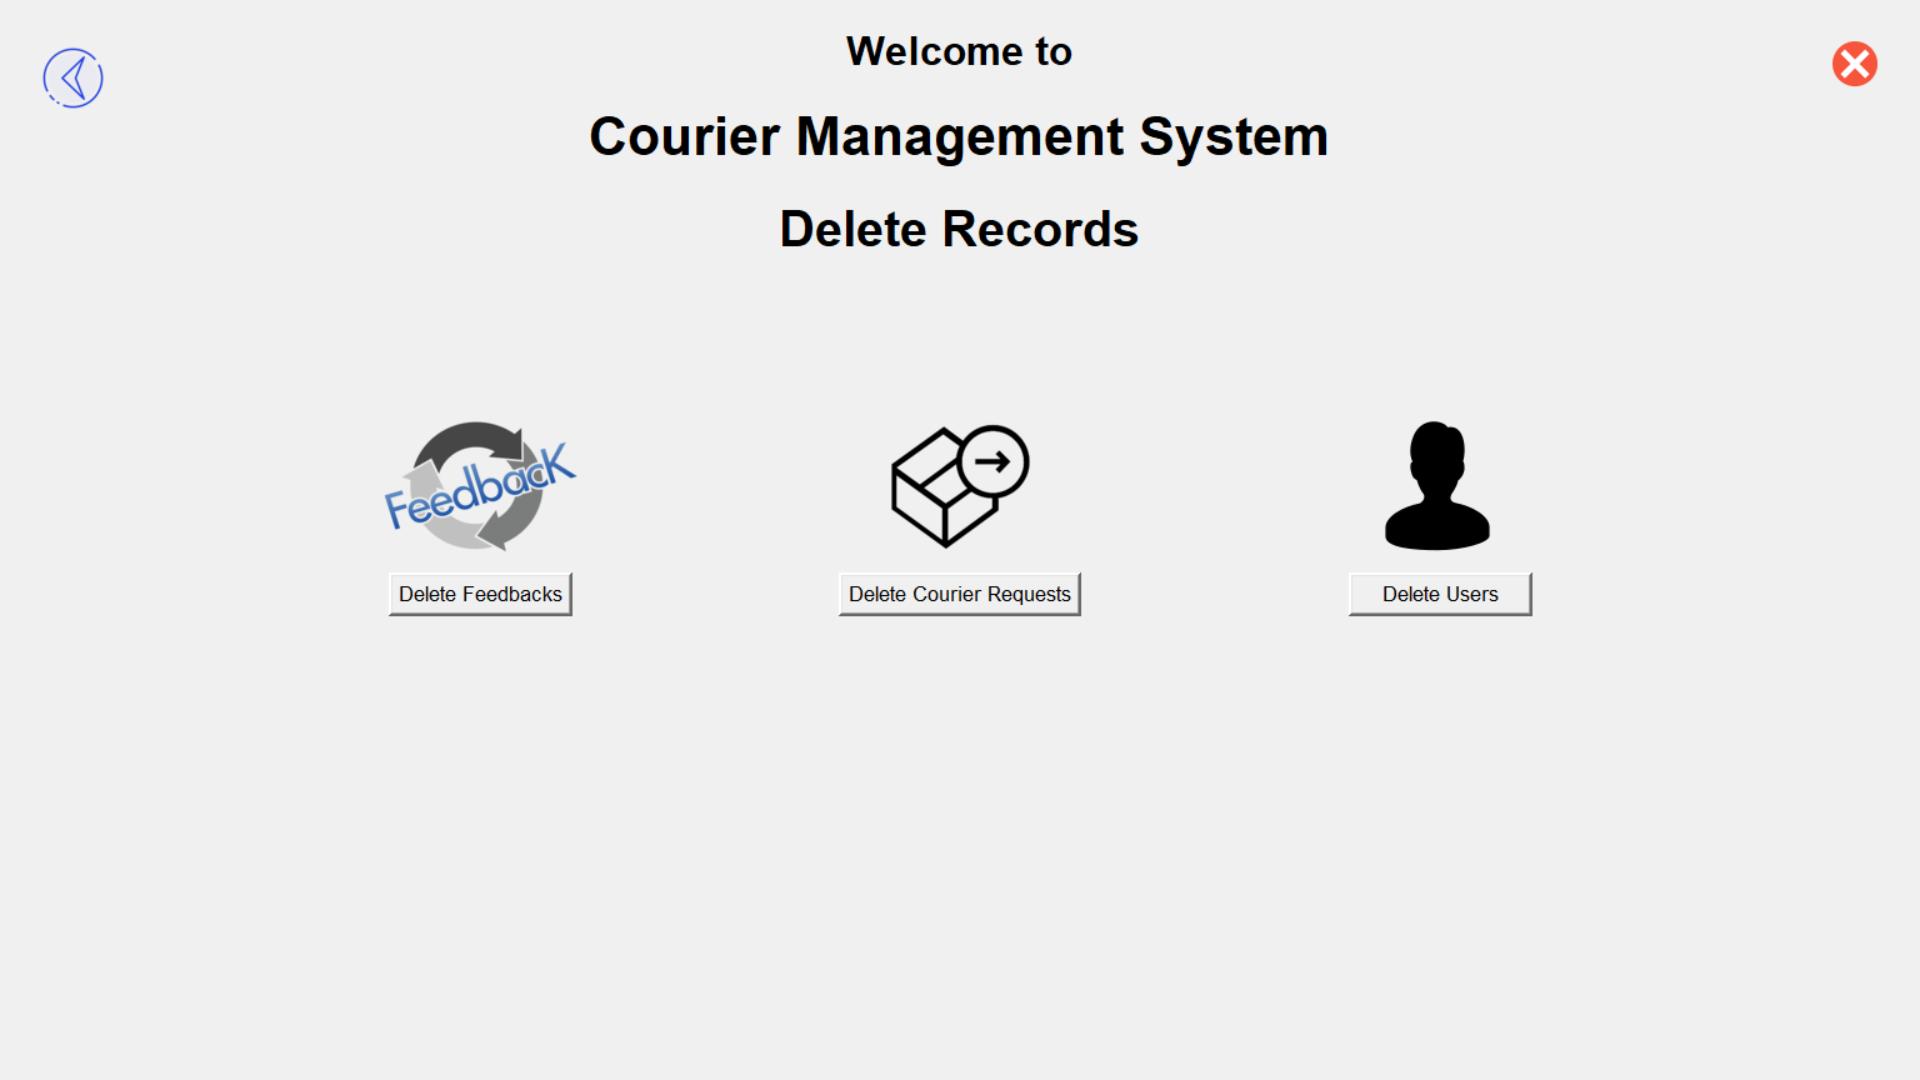 Welcome to
Courier Management System
Delete Records
FeedbacK
Delete Feedbacks
Delete Courier Requests
Delete Users